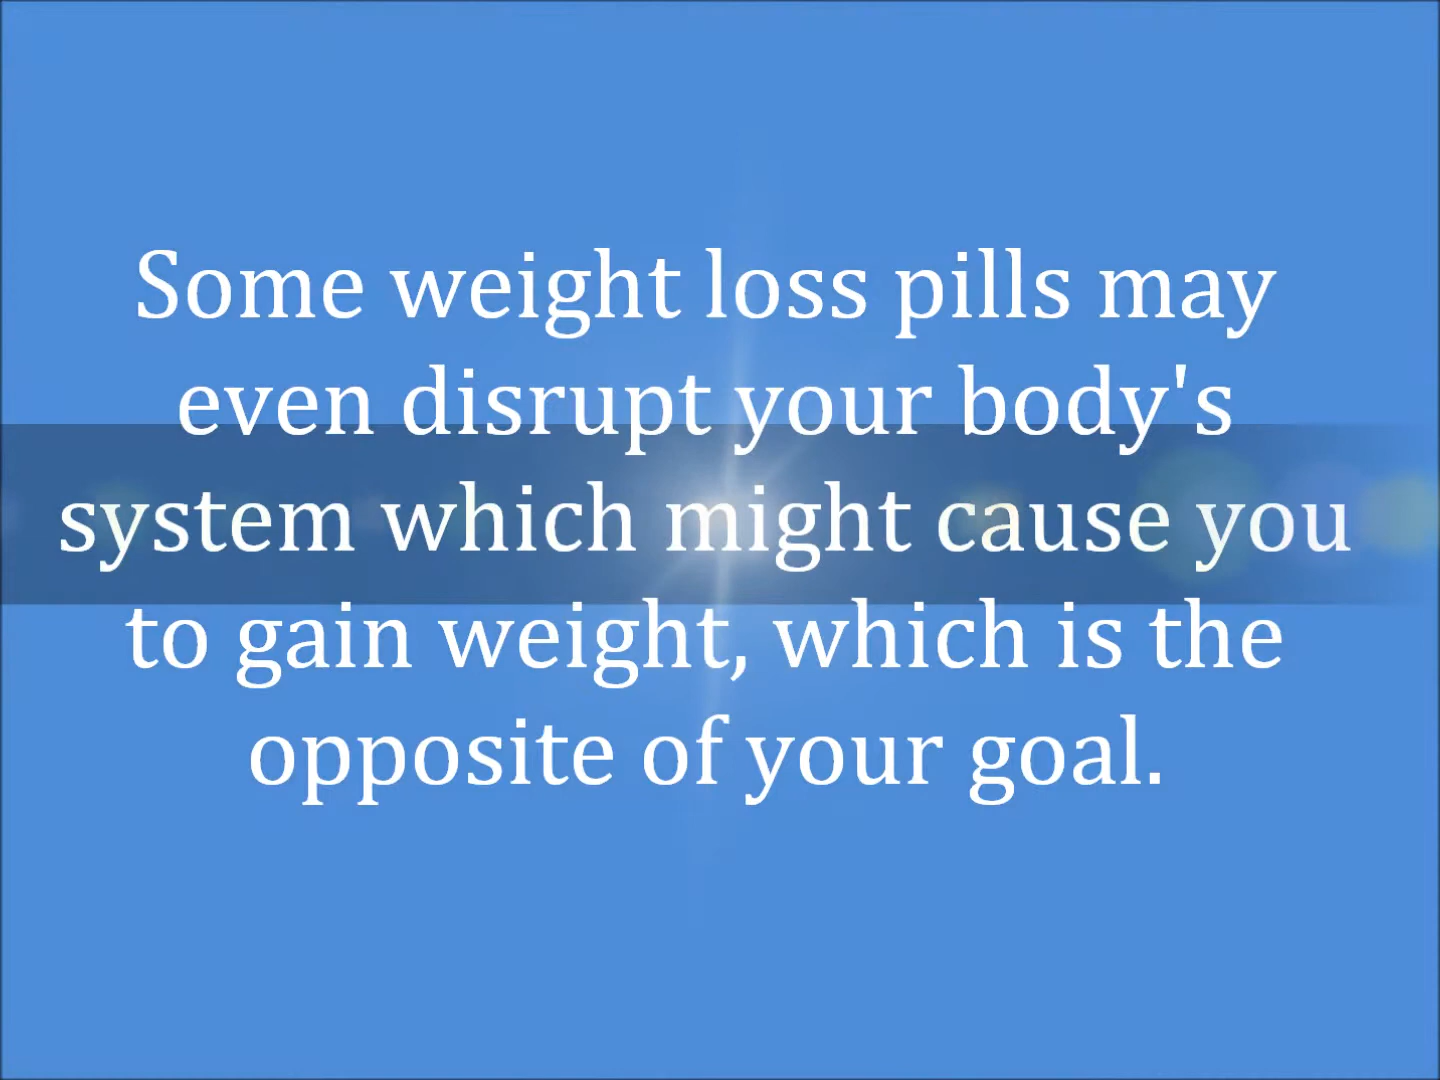 Some weight loss pills may
even disrupt your body's
system which might cause you
to gain weight, which is the
opposite of your goal.